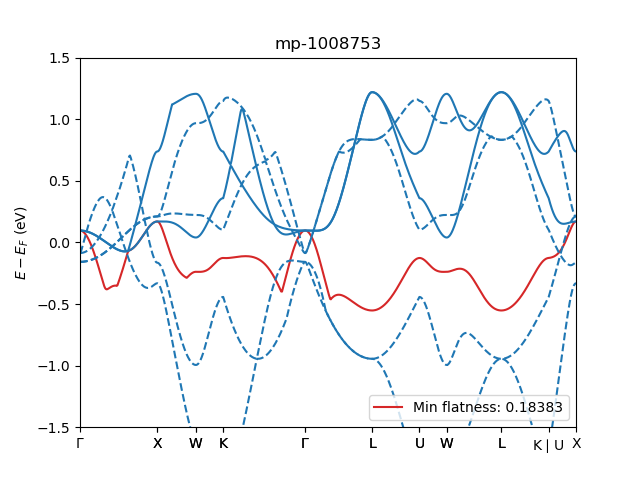 mp-1008753
E − E_F (eV)
1.5
1.0
0.5
0.0
−0.5
−1.0
−1.5
Min flatness: 0.18383
Γ X W K Γ L U W L K | U X